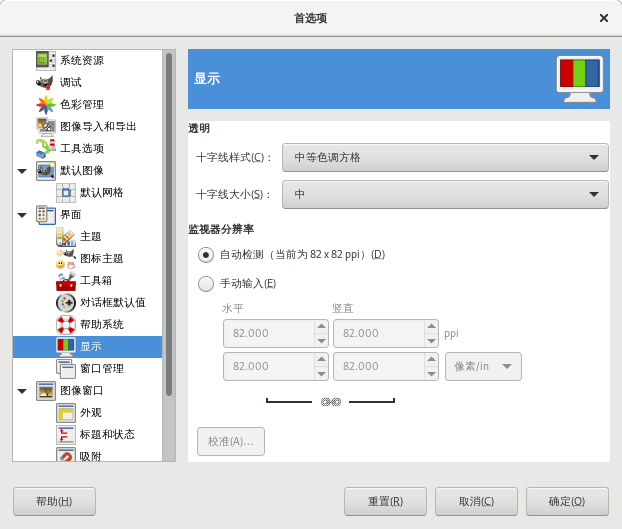 首选项
系统资源
调试
色彩管理
图像导入和导出
工具选项
默认图像
默认网格
界面
主题
图标主题
工具箱
对话框默认值
帮助系统
显示
窗口管理
图像窗口
外观
标题和状态
吸附
显示
透明
十字线样式(C)： 中等色调方格
十字线大小(S)： 中
监视器分辨率
自动检测（当前为 82 x 82 ppi）(D)
手动输入(E)
水平 竖直
82.000 82.000 ppi
82.000 82.000 像素/in
校准(A)...
帮助(H) 重置(R) 取消(C) 确定(O)